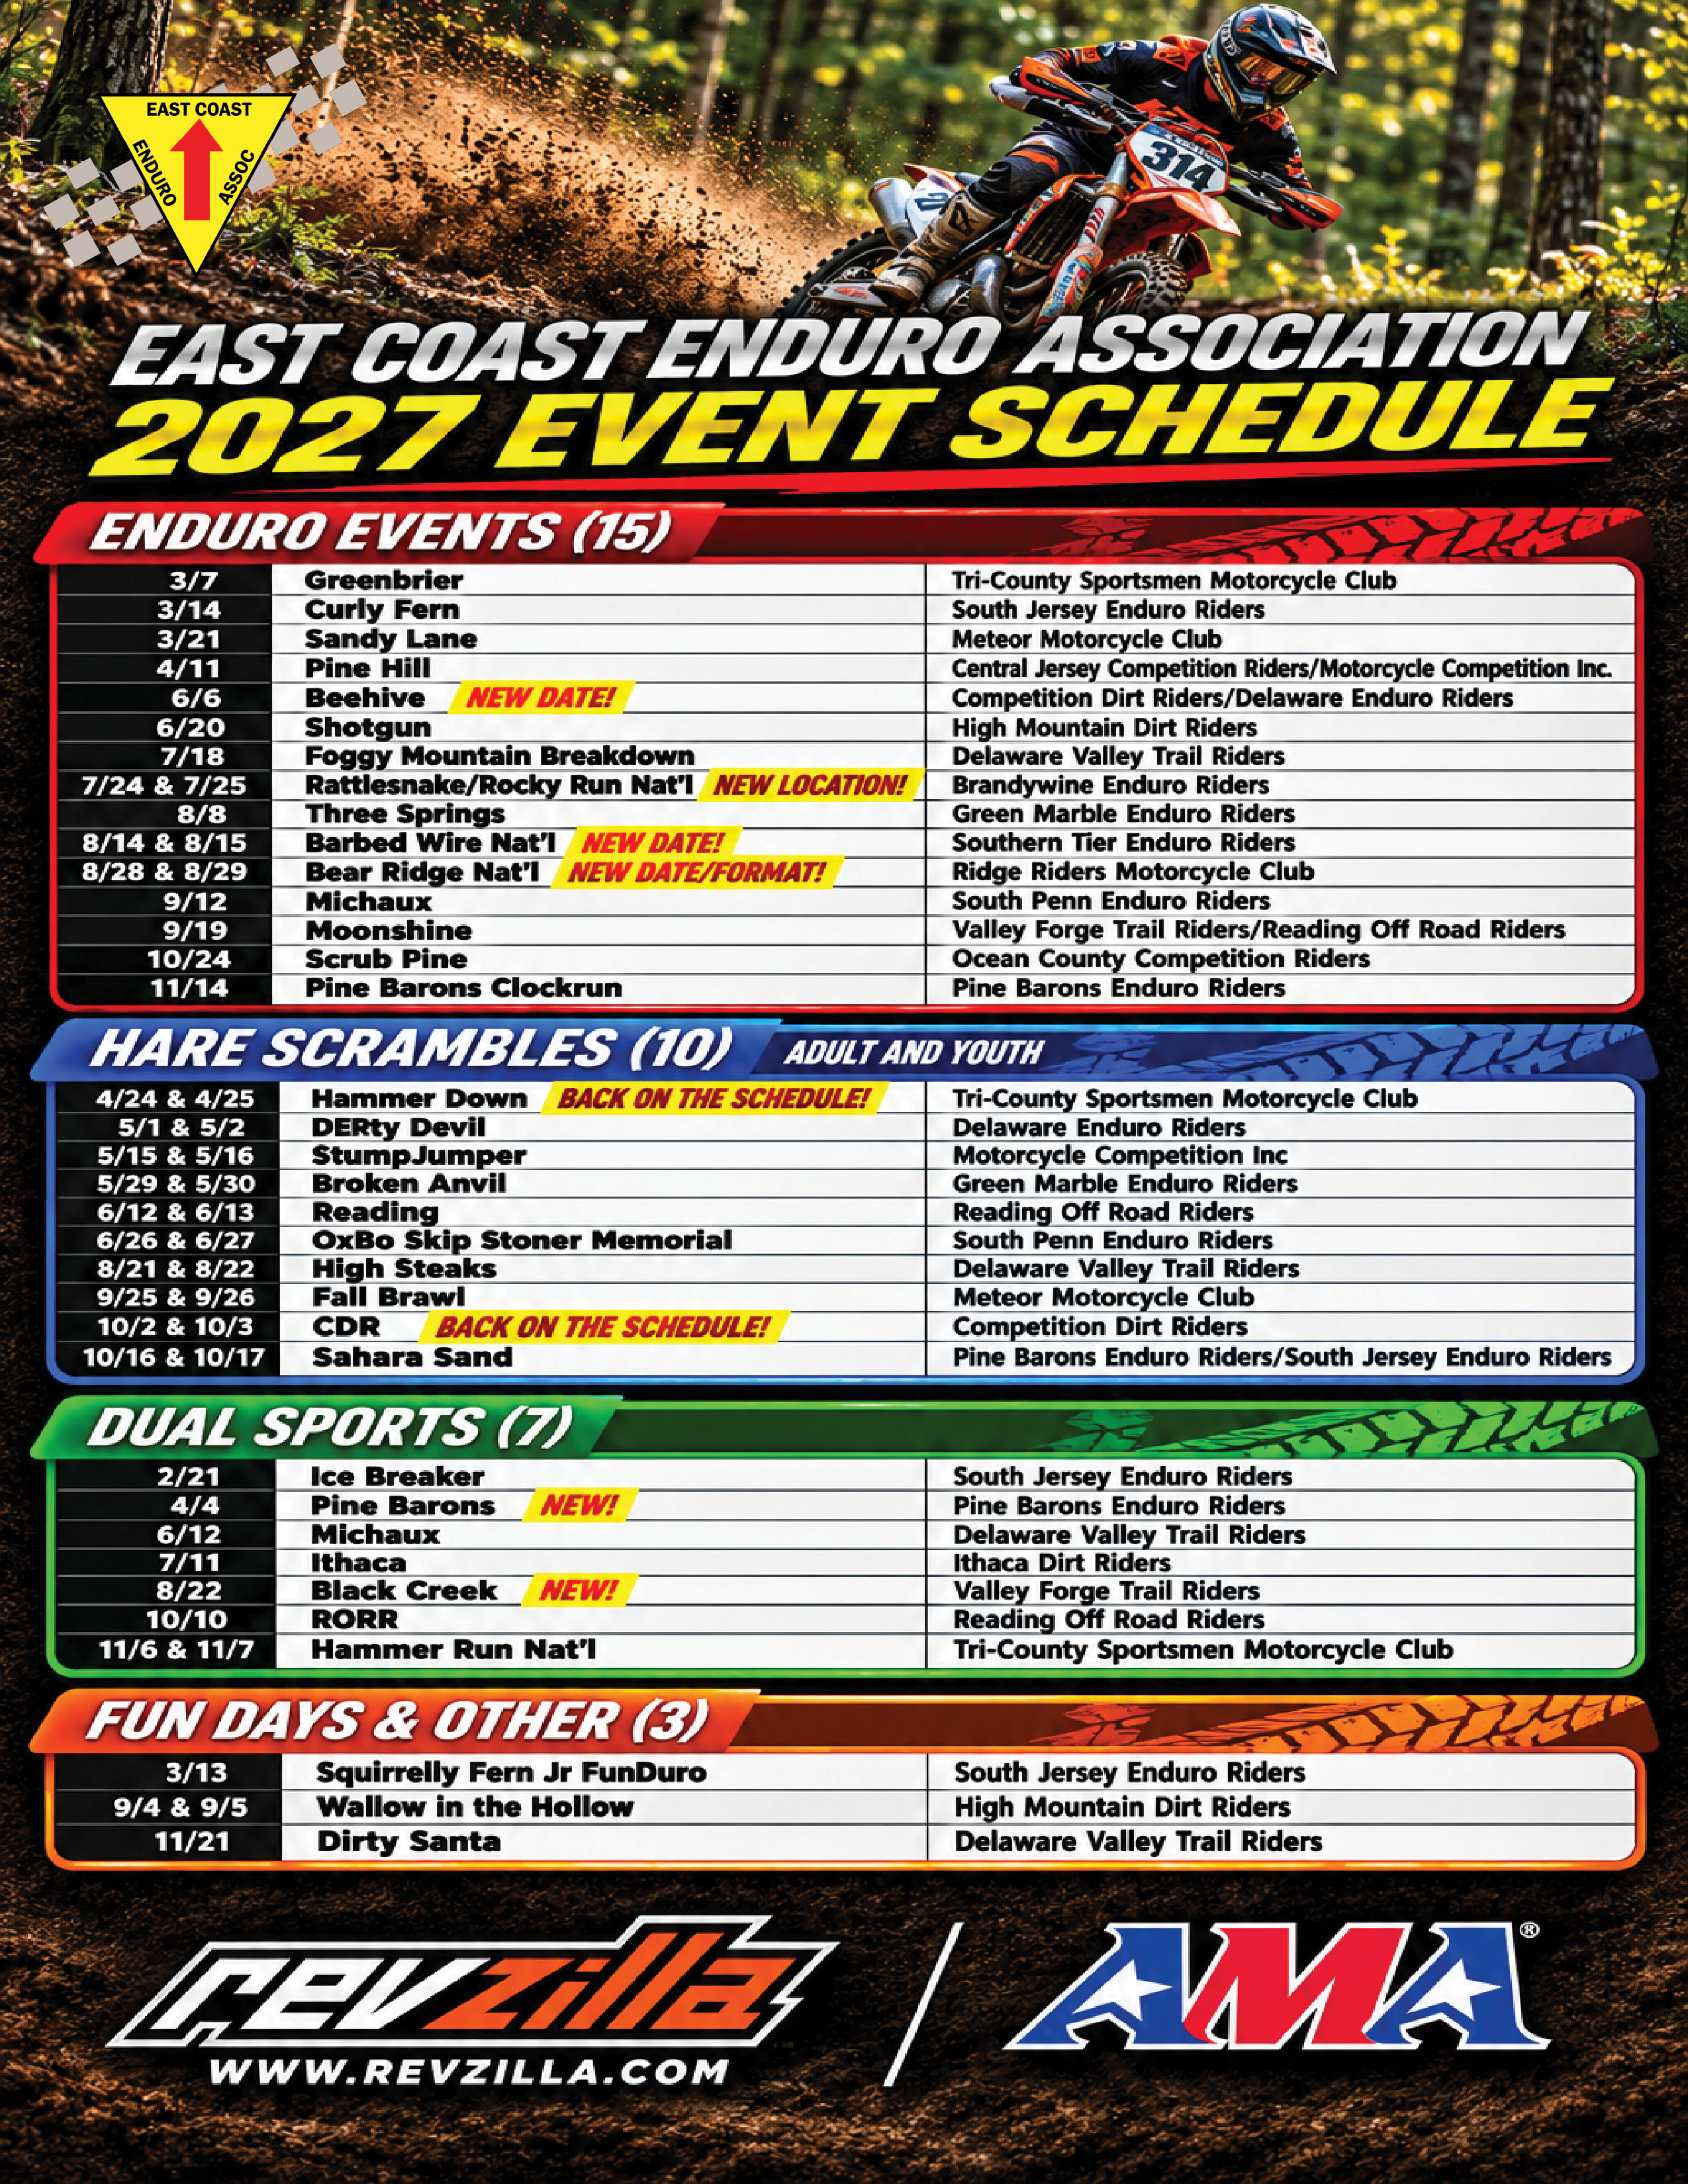 EAST COAST
ENDURO
ASSOC
314
EAST COAST ENDURO ASSOCIATION
2027 EVENT SCHEDULE
ENDURO EVENTS (15)
3/7 Greenbrier Tri-County Sportsmen Motorcycle Club
3/14 Curly Fern South Jersey Enduro Riders
3/21 Sandy Lane Meteor Motorcycle Club
4/11 Pine Hill Central Jersey Competition Riders/Motorcycle Competition Inc.
6/6 Beehive NEW DATE! Competition Dirt Riders/Delaware Enduro Riders
6/20 Shotgun High Mountain Dirt Riders
7/18 Foggy Mountain Breakdown Delaware Valley Trail Riders
7/24 & 7/25 Rattlesnake/Rocky Run Nat'l NEW LOCATION! Brandywine Enduro Riders
8/8 Three Springs Green Marble Enduro Riders
8/14 & 8/15 Barbed Wire Nat'l NEW DATE! Southern Tier Enduro Riders
8/28 & 8/29 Bear Ridge Nat'l NEW DATE/FORMAT! Ridge Riders Motorcycle Club
9/12 Michaux South Penn Enduro Riders
9/19 Moonshine Valley Forge Trail Riders/Reading Off Road Riders
10/24 Scrub Pine Ocean County Competition Riders
11/14 Pine Barons Clockrun Pine Barons Enduro Riders
HARE SCRAMBLES (10) ADULT AND YOUTH
4/24 & 4/25 Hammer Down BACK ON THE SCHEDULE! Tri-County Sportsmen Motorcycle Club
5/1 & 5/2 DERty Devil Delaware Enduro Riders
5/15 & 5/16 StumpJumper Motorcycle Competition Inc
5/29 & 5/30 Broken Anvil Green Marble Enduro Riders
6/12 & 6/13 Reading Reading Off Road Riders
6/26 & 6/27 OxBo Skip Stoner Memorial South Penn Enduro Riders
8/21 & 8/22 High Steaks Delaware Valley Trail Riders
9/25 & 9/26 Fall Brawl Meteor Motorcycle Club
10/2 & 10/3 CDR BACK ON THE SCHEDULE! Competition Dirt Riders
10/16 & 10/17 Sahara Sand Pine Barons Enduro Riders/South Jersey Enduro Riders
DUAL SPORTS (7)
2/21 Ice Breaker South Jersey Enduro Riders
4/4 Pine Barons NEW! Pine Barons Enduro Riders
6/12 Michaux Delaware Valley Trail Riders
7/11 Ithaca Ithaca Dirt Riders
8/22 Black Creek NEW! Valley Forge Trail Riders
10/10 RORR Reading Off Road Riders
11/6 & 11/7 Hammer Run Nat'l Tri-County Sportsmen Motorcycle Club
FUN DAYS & OTHER (3)
3/13 Squirrelly Fern Jr FunDuro South Jersey Enduro Riders
9/4 & 9/5 Wallow in the Hollow High Mountain Dirt Riders
11/21 Dirty Santa Delaware Valley Trail Riders
revzilla
AMA®
WWW.REVZILLA.COM